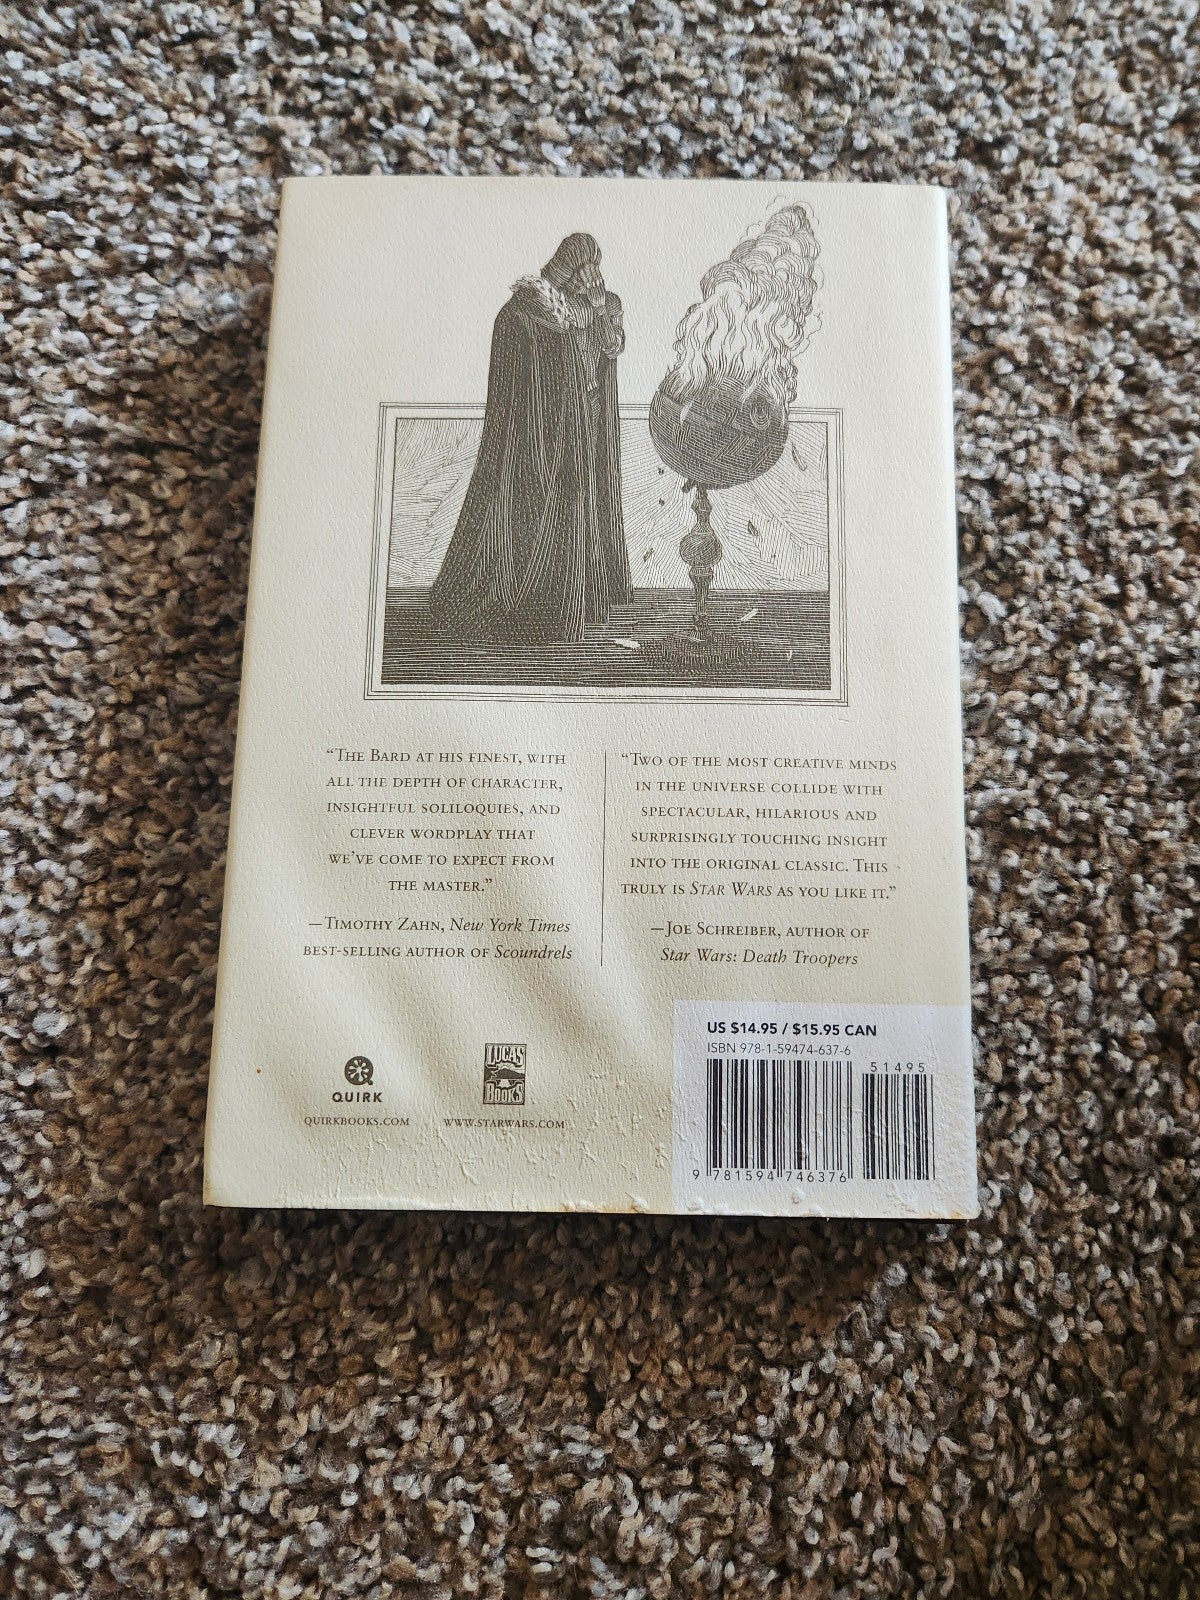 “The Bard at his finest, with
all the depth of character,
insightful soliloquies, and
clever wordplay that
we’ve come to expect from
the master.”
—Timothy Zahn, New York Times
best-selling author of Scoundrels
“Two of the most creative minds
in the universe collide with
spectacular, hilarious and
surprisingly touching insight
into the original classic. This
truly is Star Wars as you like it.”
—Joe Schreiber, author of
Star Wars: Death Troopers
QUIRK
QUIRKBOOKS.COM
LUCAS
BOOKS
WWW.STARWARS.COM
US $14.95 / $15.95 CAN
ISBN 978-1-59474-637-6
51495
9 781594 746376